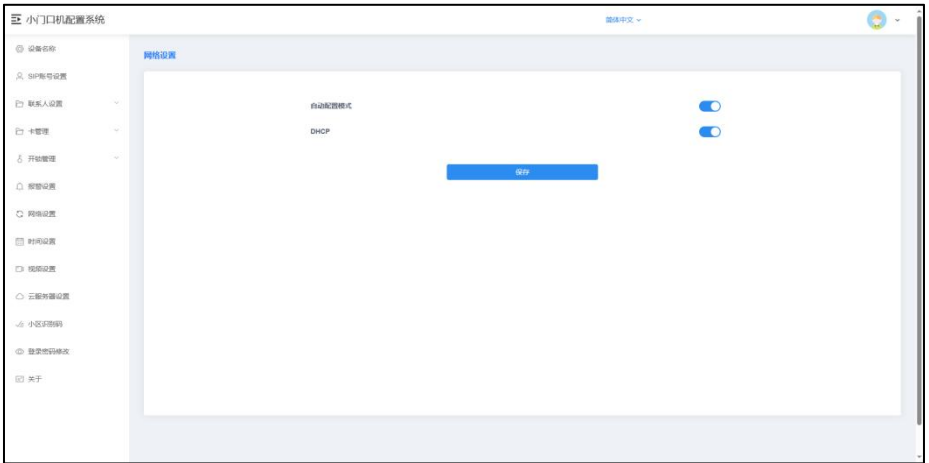 小门口机配置系统
简体中文
设备名称
SIP账号设置
联系人设置
卡管理
开始管理
报警设置
网络设置
时间设置
视频设置
云服务器设置
小区识别码
登录密码修改
关于
网络设置
自动配置模式
DHCP
保存